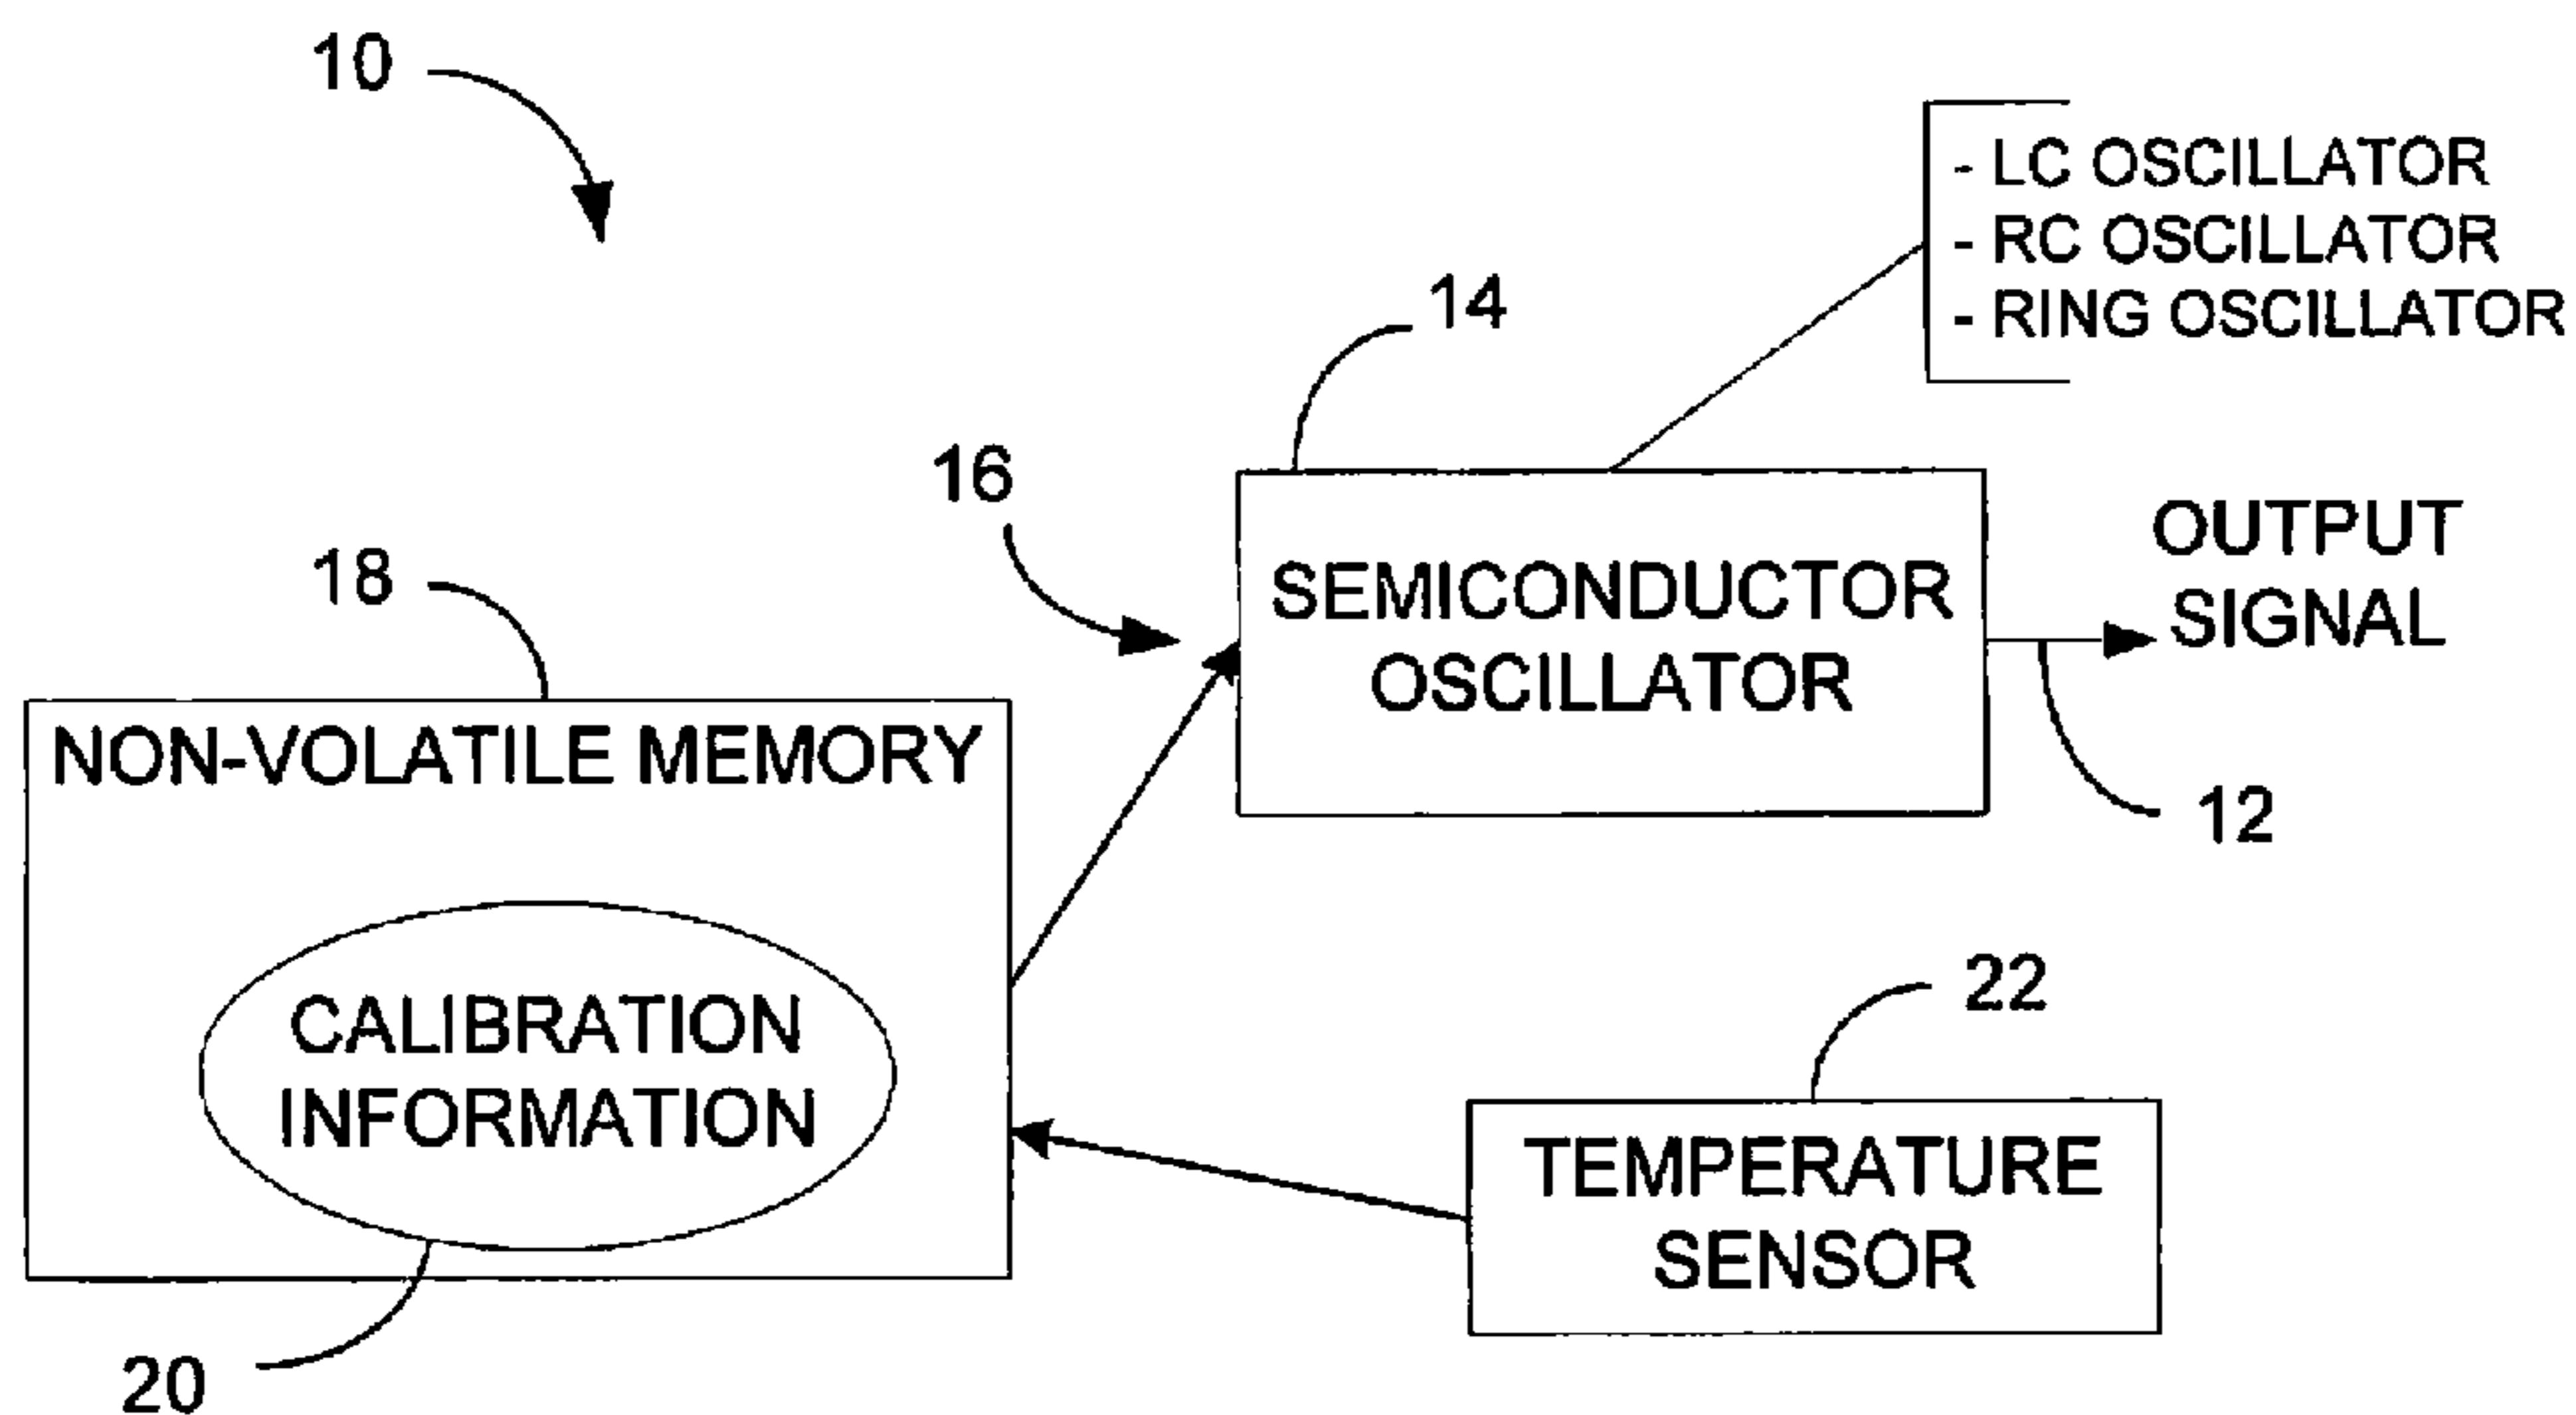 10
- LC OSCILLATOR
- RC OSCILLATOR
- RING OSCILLATOR
14
16
SEMICONDUCTOR
OSCILLATOR
OUTPUT
SIGNAL
12
18
NON-VOLATILE MEMORY
CALIBRATION
INFORMATION
20
22
TEMPERATURE
SENSOR